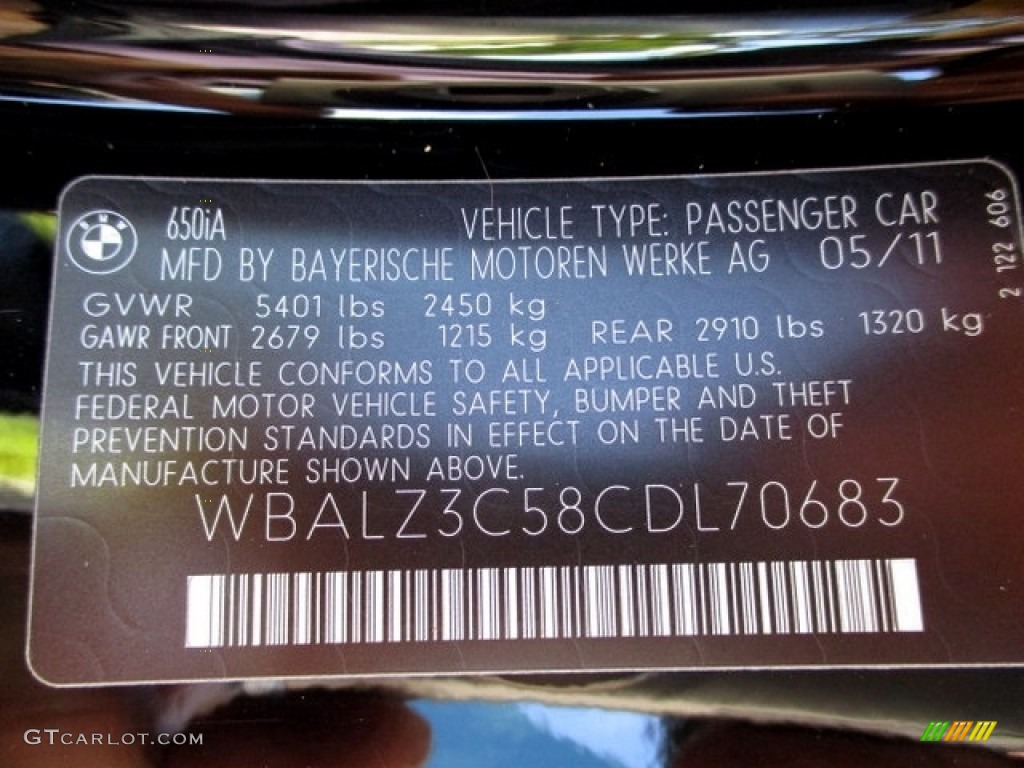 650iA VEHICLE TYPE: PASSENGER CAR
MFD BY BAYERISCHE MOTOREN WERKE AG 05/11
2 122 606
GVWR 5401 lbs 2450 kg
GAWR FRONT 2679 lbs 1215 kg REAR 2910 lbs 1320 kg
THIS VEHICLE CONFORMS TO ALL APPLICABLE U.S.
FEDERAL MOTOR VEHICLE SAFETY, BUMPER AND THEFT
PREVENTION STANDARDS IN EFFECT ON THE DATE OF
MANUFACTURE SHOWN ABOVE.
WBALZ3C58CDL70683
GTCARLOT.COM